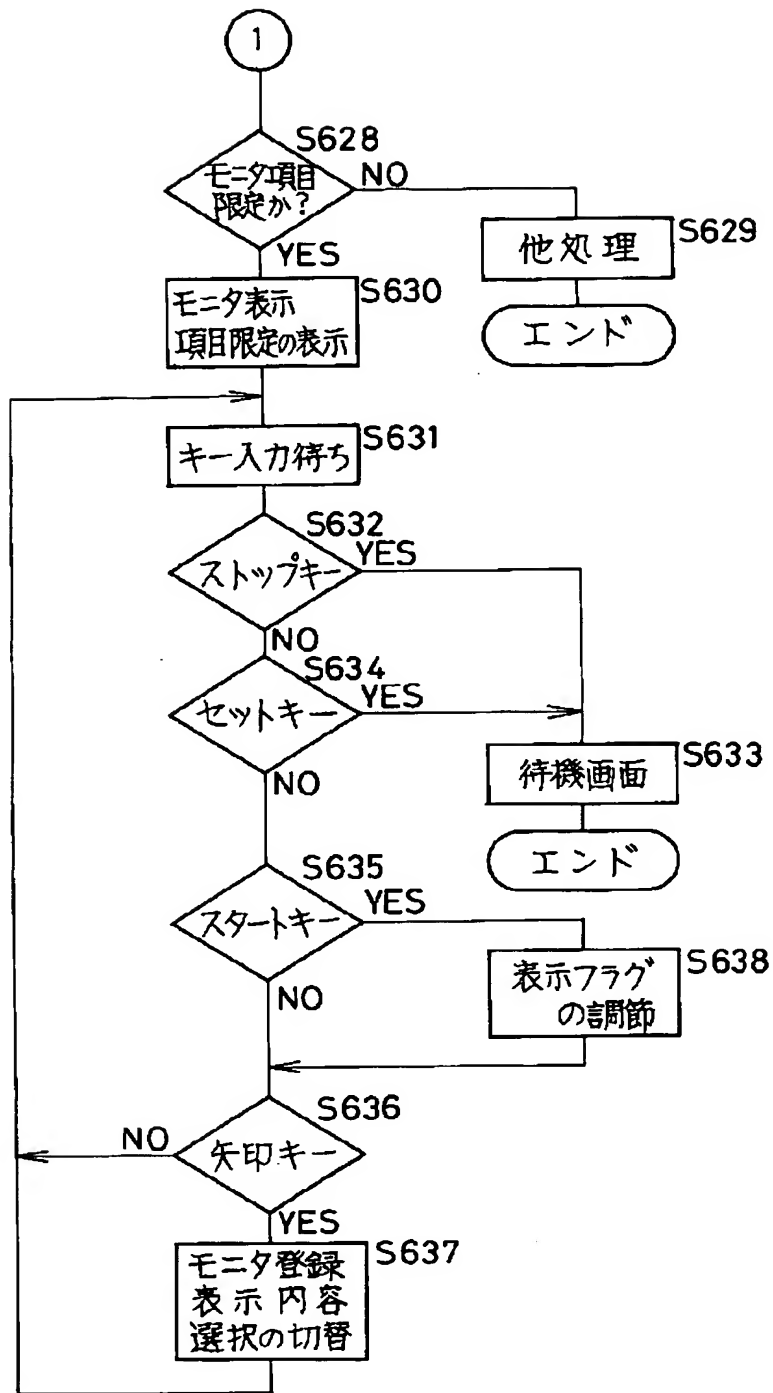 1
S628
モニタ項目
限定か?
NO
YES
他処理
S629
エンド
モニタ表示
項目限定の表示
S630
キー入力待ち
S631
S632
ストップキー
YES
NO
S634
セットキー
YES
NO
待機画面
S633
エンド
S635
スタートキー
YES
NO
表示フラグ
の調節
S638
S636
矢印キー
NO
YES
モニタ登録
表示内容
選択の切替
S637